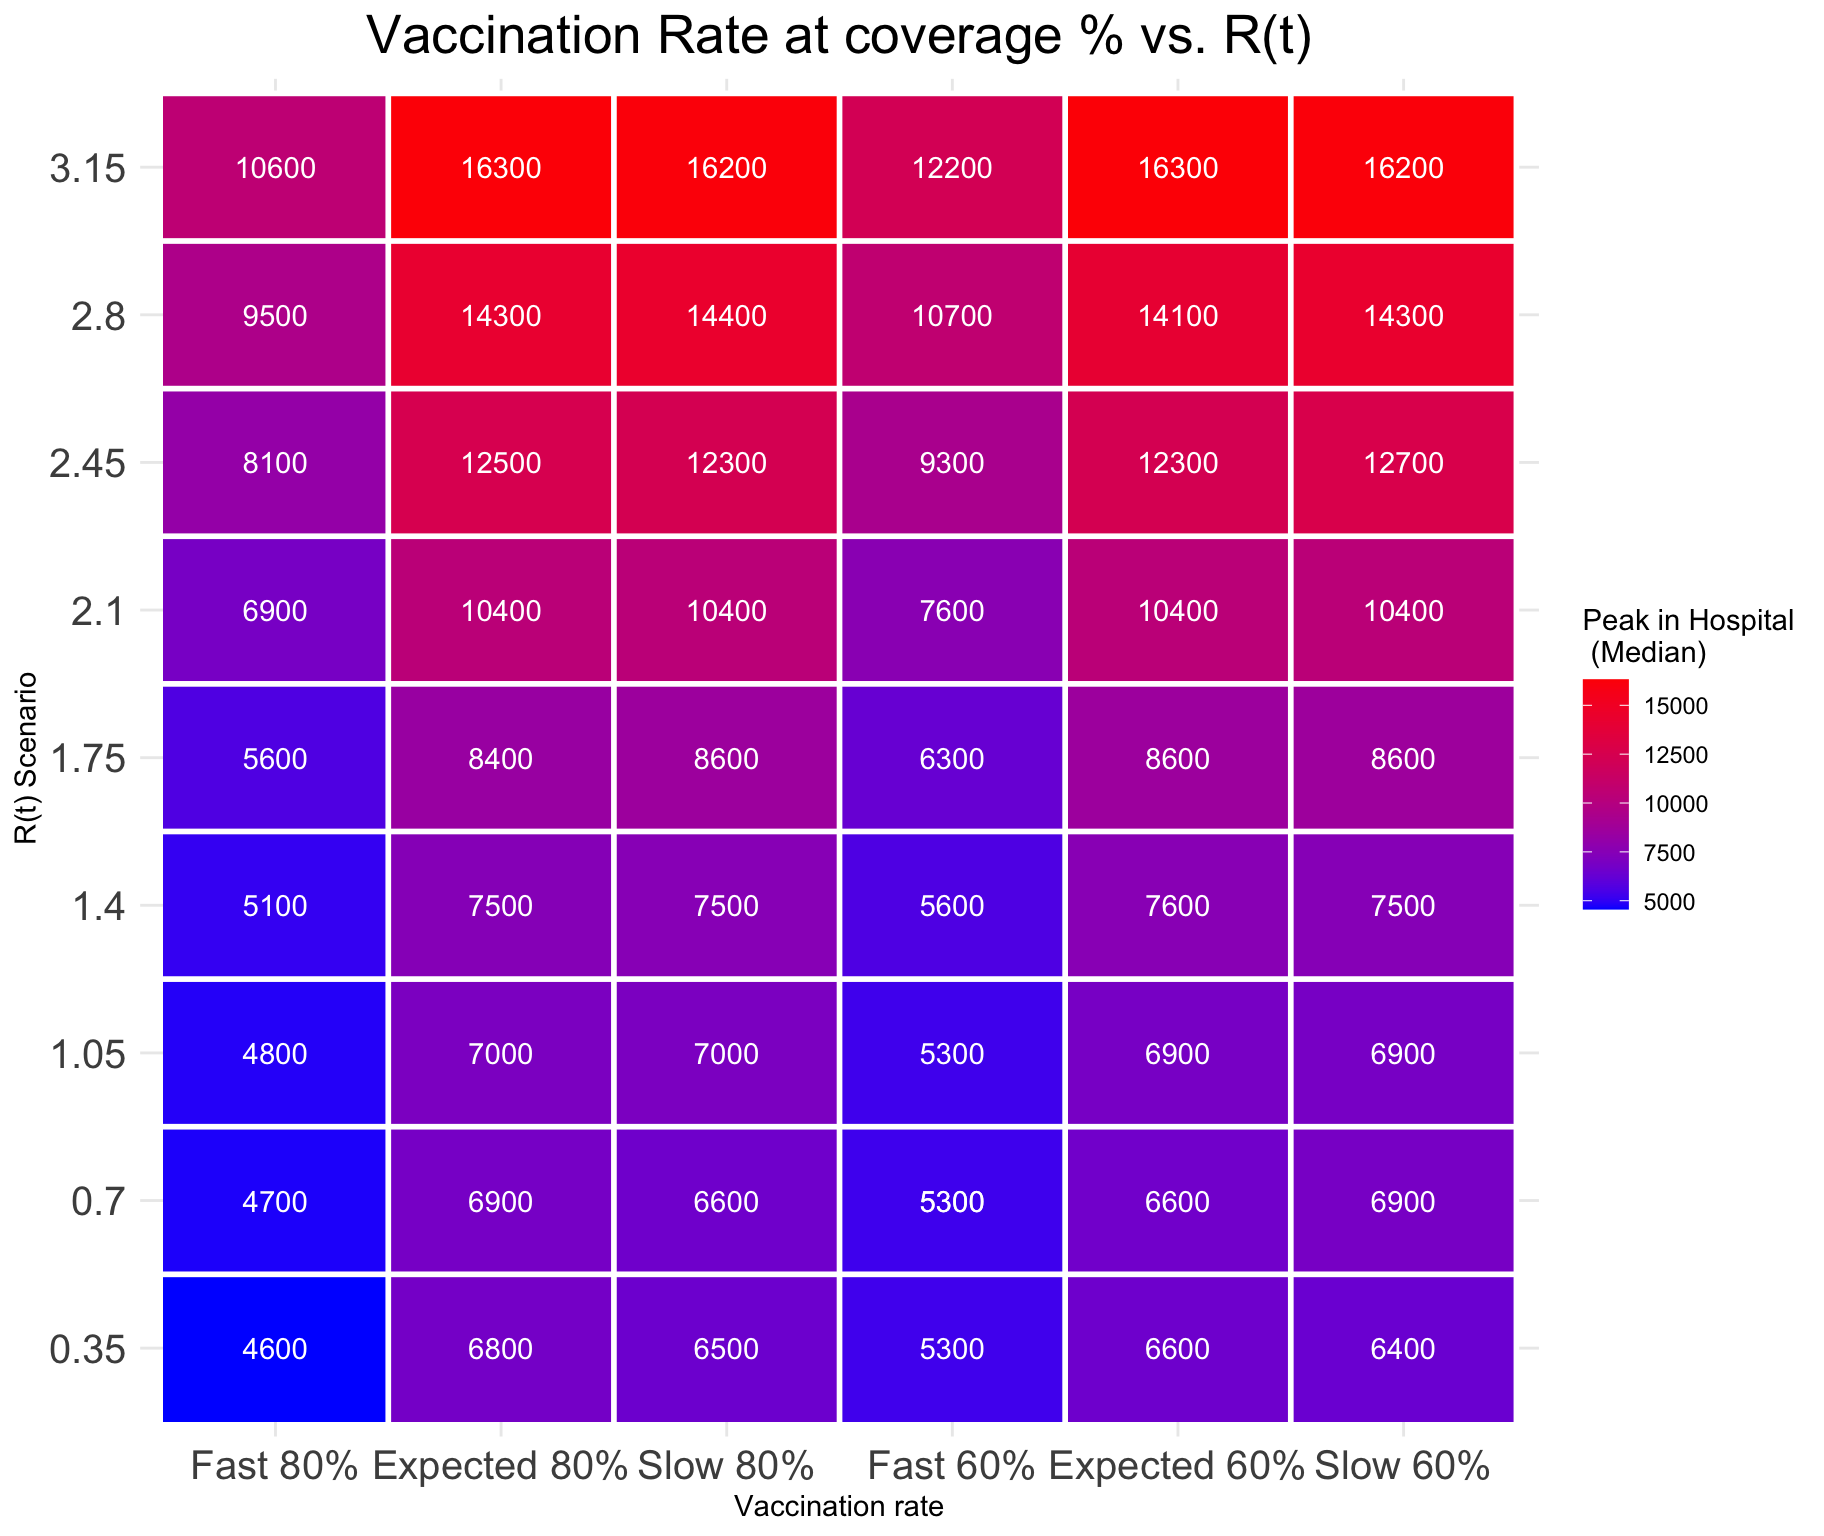 Vaccination Rate at coverage % vs. R(t)
3.15 10600 16300 16200 12200 16300 16200
2.8 9500 14300 14400 10700 14100 14300
2.45 8100 12500 12300 9300 12300 12700
2.1 6900 10400 10400 7600 10400 10400
1.75 5600 8400 8600 6300 8600 8600
1.4 5100 7500 7500 5600 7600 7500
1.05 4800 7000 7000 5300 6900 6900
0.7 4700 6900 6600 5300 6600 6900
0.35 4600 6800 6500 5300 6600 6400
R(t) Scenario
Fast 80% Expected 80% Slow 80% Fast 60% Expected 60% Slow 60%
Vaccination rate
Peak in Hospital
(Median)
15000
12500
10000
7500
5000